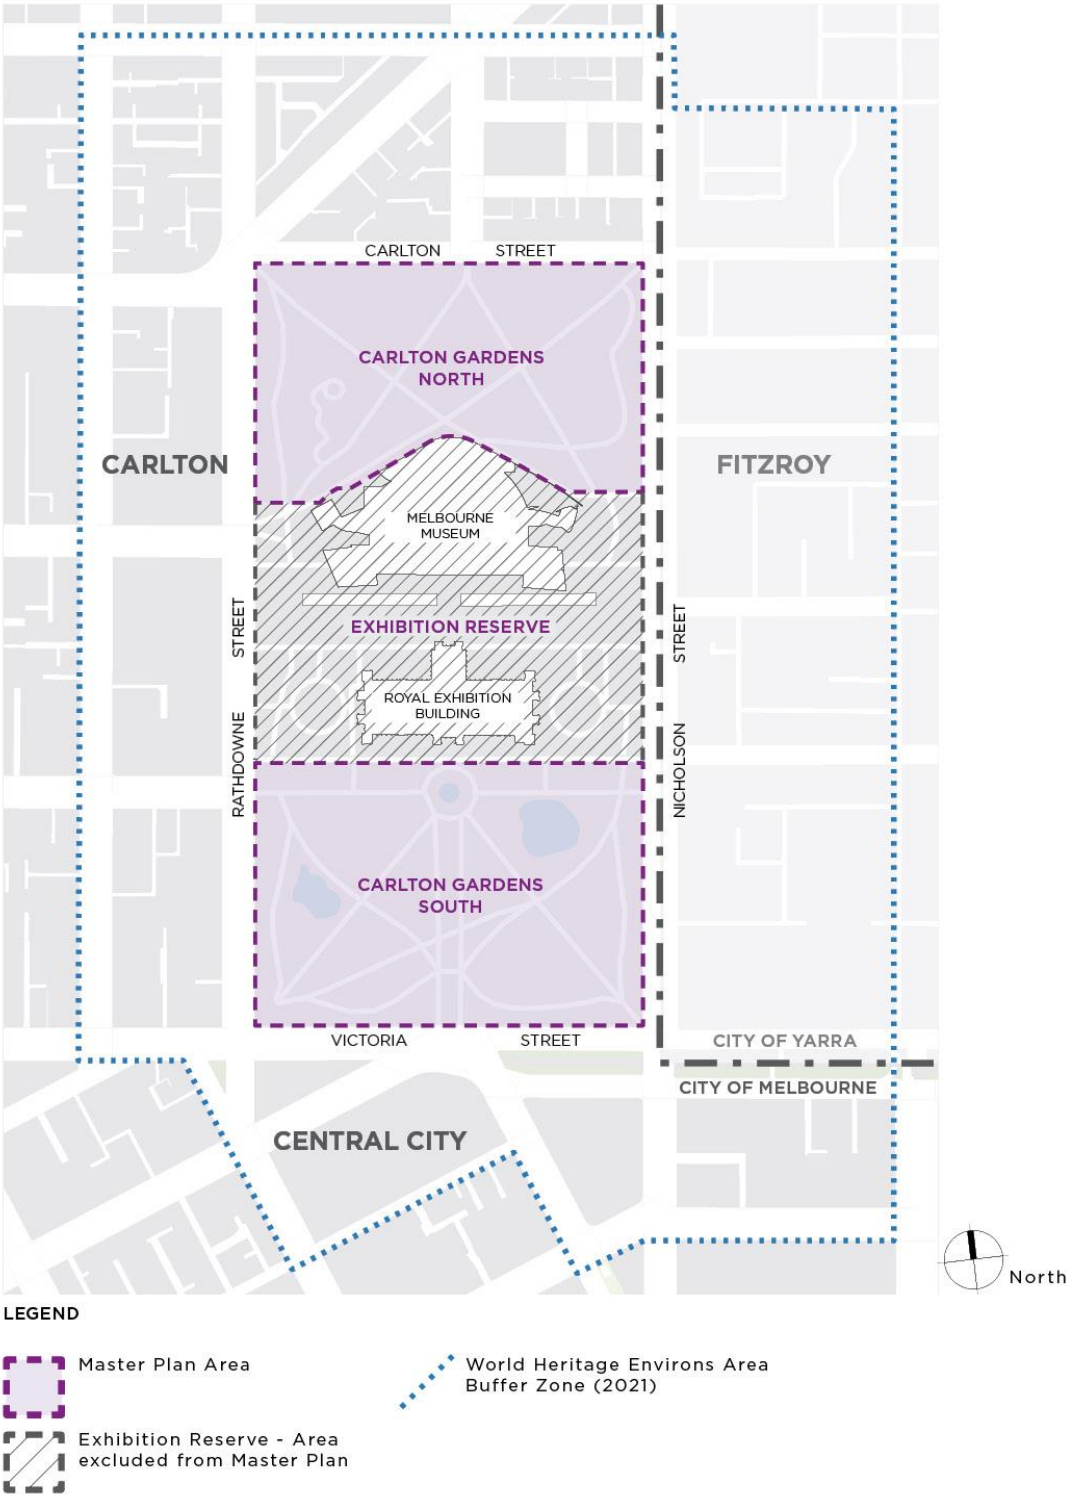 CARLTON STREET
CARLTON GARDENS
NORTH
CARLTON
FITZROY
MELBOURNE
MUSEUM
EXHIBITION RESERVE
ROYAL EXHIBITION
BUILDING
RATHDOWNE STREET
NICHOLSON STREET
CARLTON GARDENS
SOUTH
VICTORIA STREET
CITY OF YARRA
CITY OF MELBOURNE
CENTRAL CITY
North
LEGEND
Master Plan Area
Exhibition Reserve - Area
excluded from Master Plan
World Heritage Environs Area
Buffer Zone (2021)